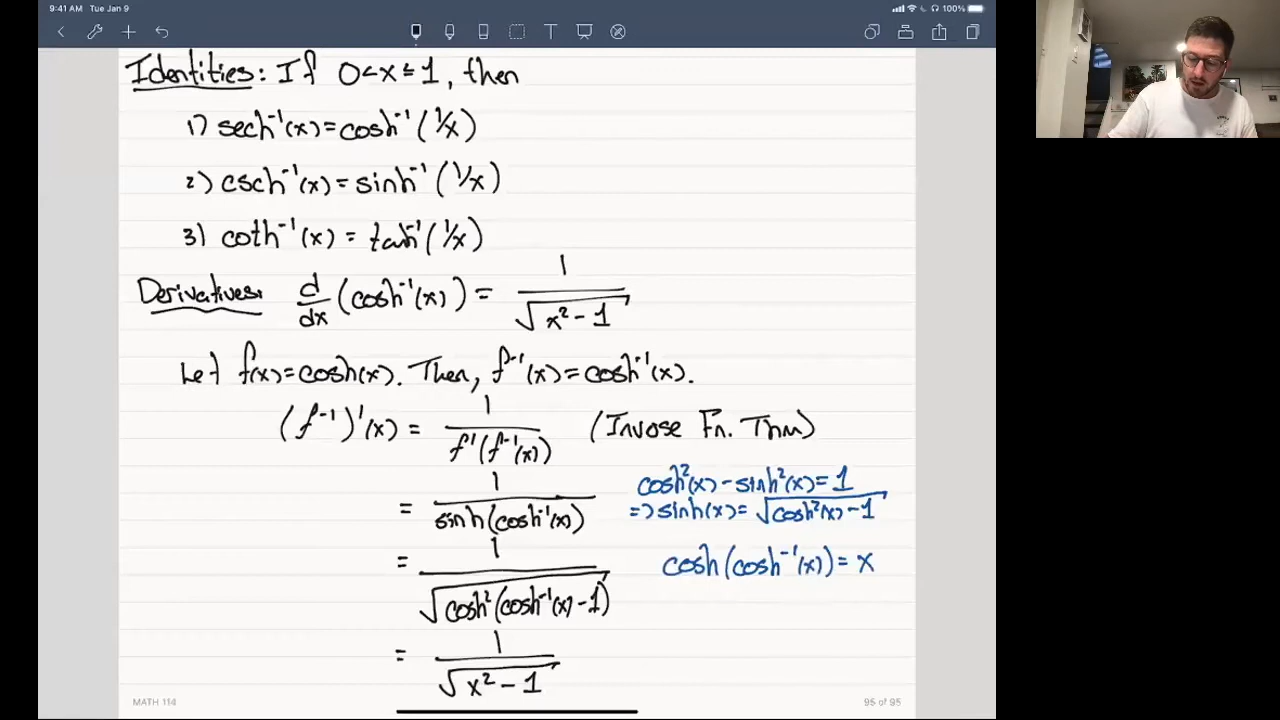 9:41 AM Tue Jan 9 100%
Identities: If 0<x≤1, then
1) sech⁻¹(x)=cosh⁻¹(1/x)
2) csch⁻¹(x)=sinh⁻¹(1/x)
3) coth⁻¹(x)=tanh⁻¹(1/x)
Derivatives: d/dx (cosh⁻¹(x)) = 1/√(x²-1)
Let f(x)=cosh(x). Then, f⁻¹(x)=cosh⁻¹(x).
(f⁻¹)'(x) = 1/f'(f⁻¹(x)) (Invose Fn. Thm)
= 1/sinh(cosh⁻¹(x))
cosh²(x)-sinh²(x)=1
=> sinh(x)=√(cosh²(x)-1)
= 1/√(cosh²(cosh⁻¹(x)-1))
cosh(cosh⁻¹(x))=x
= 1/√(x²-1)
MATH 114 95 of 95